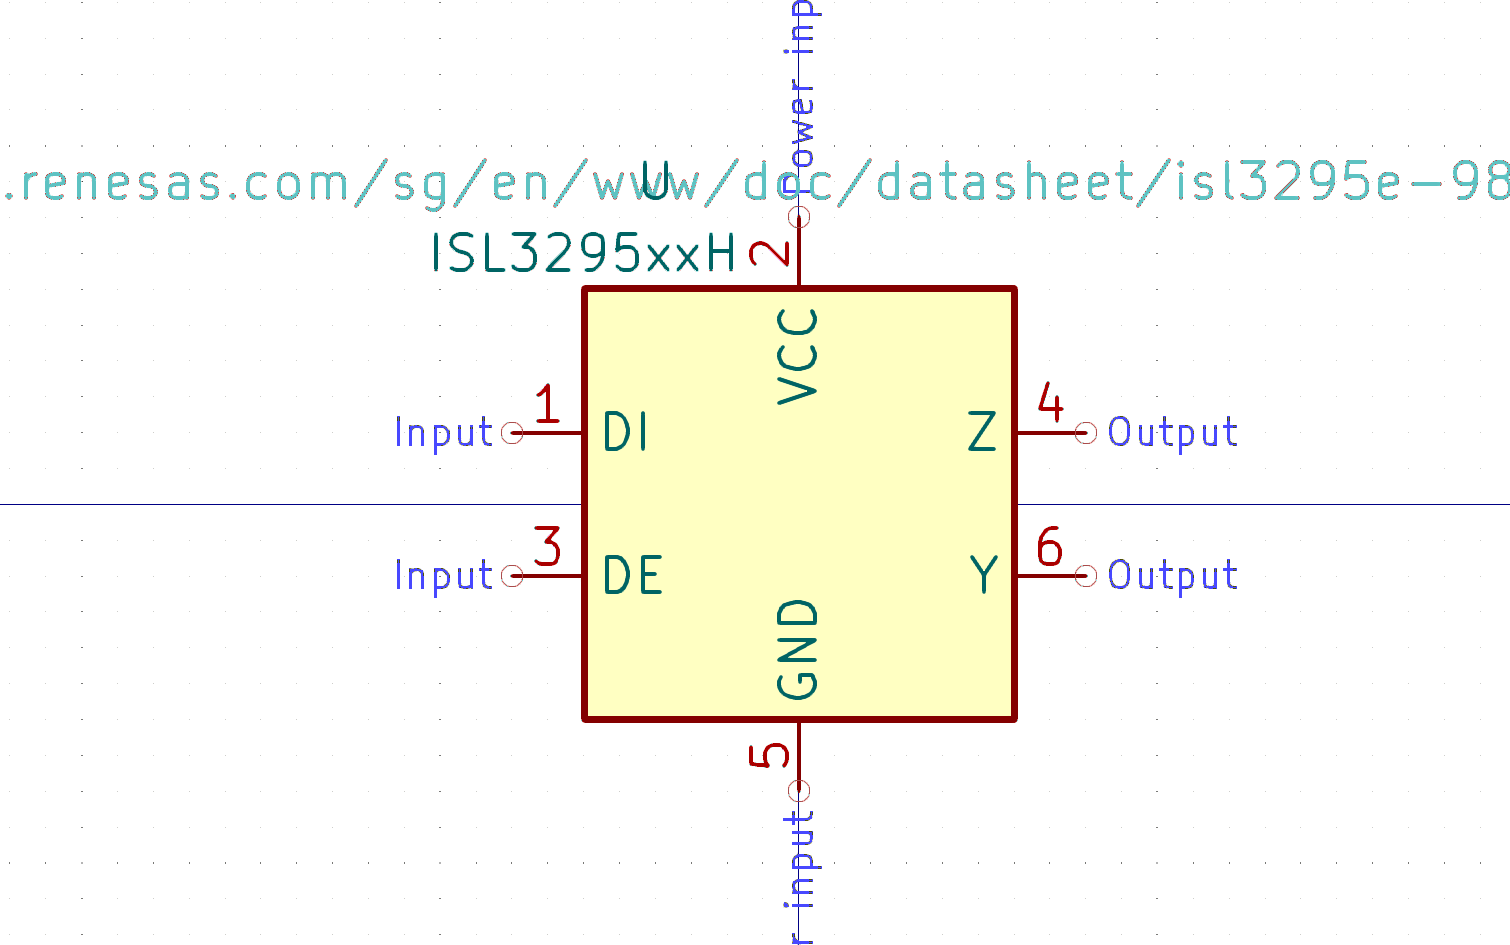 Power inp
.renesas.com/sg/en/www/doc/datasheet/isl3295e-98
U
ISL3295xxH
2
VCC
1
DI
Input
4
Z
Output
3
DE
Input
6
Y
Output
GND
5
r input